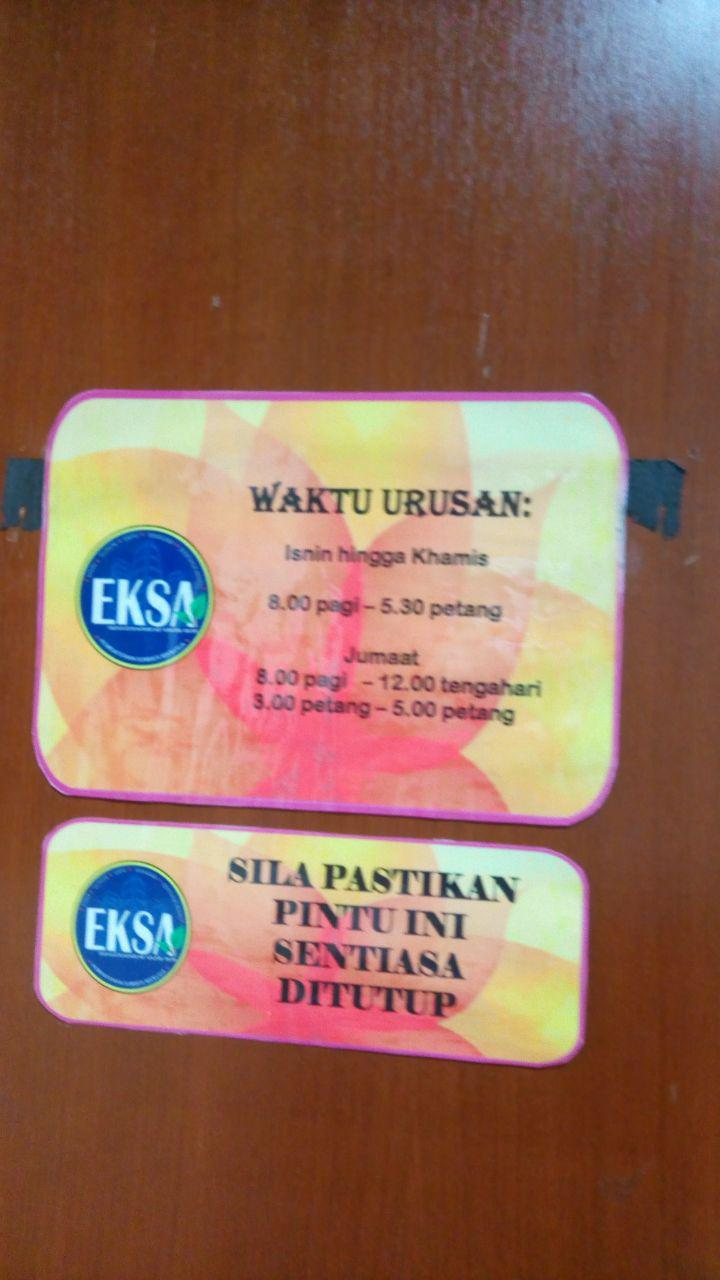 WAKTU URUSAN:
Isnin hingga Khamis
8.00 pagi – 5.30 petang
Jumaat
8.00 pagi – 12.00 tengahari
3.00 petang – 5.00 petang
EKSA
SILA PASTIKAN
PINTU INI
SENTIASA
DITUTUP
EKSA